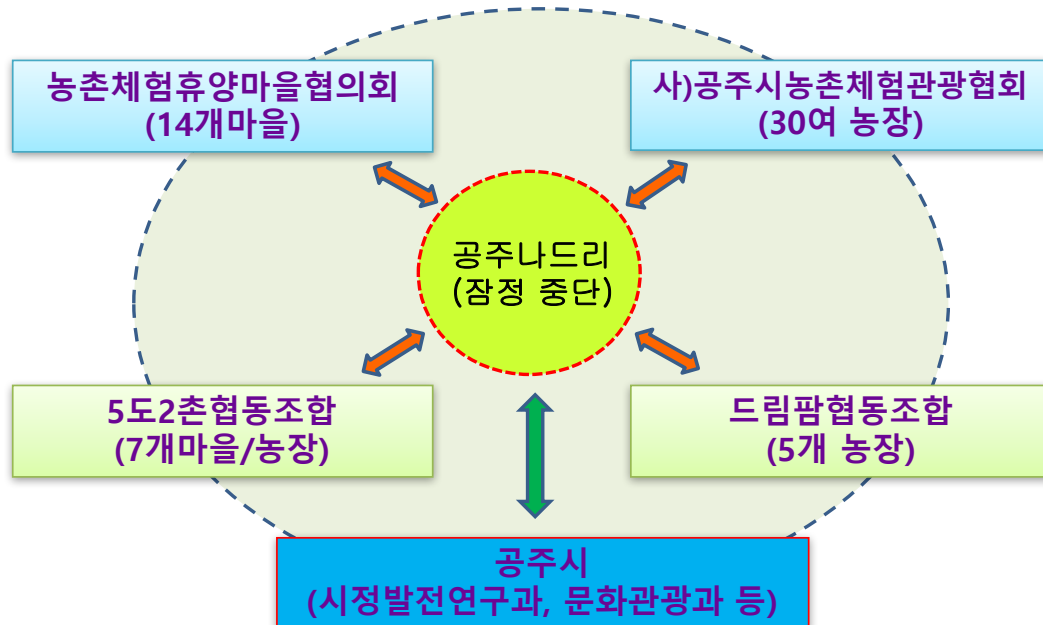 농촌체험휴양마을협의회
(14개마을)
사)공주시농촌체험관광협회
(30여 농장)
공주나드리
(잠정 중단)
5도2촌협동조합
(7개마을/농장)
드림팜협동조합
(5개 농장)
공주시
(시정발전연구과, 문화관광과 등)